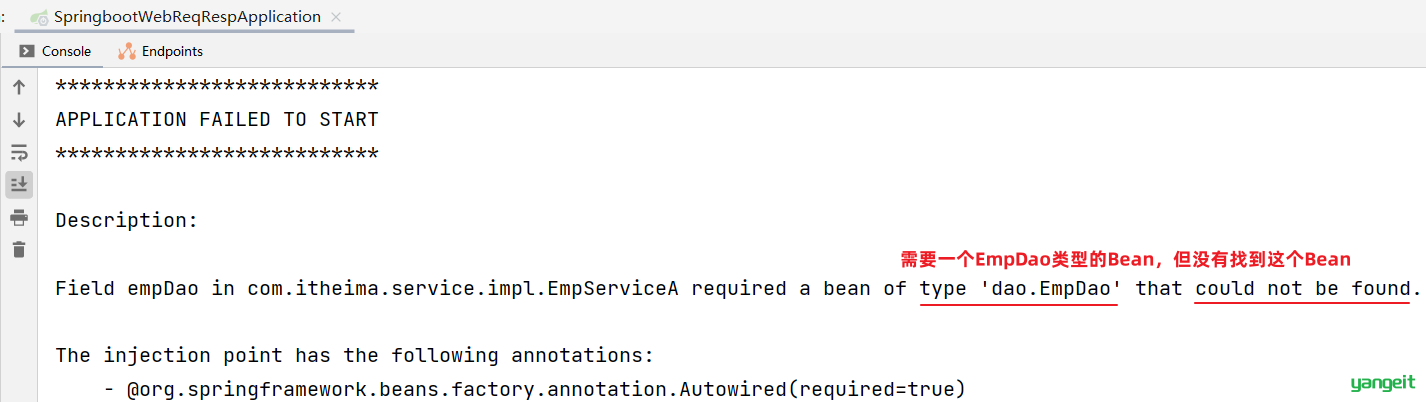 :
SpringbootWebReqRespApplication ×
Console Endpoints
***************************
APPLICATION FAILED TO START
***************************
Description:
需要一个EmpDao类型的Bean，但没有找到这个Bean
Field empDao in com.itheima.service.impl.EmpServiceA required a bean of type 'dao.EmpDao' that could not be found.
The injection point has the following annotations:
- @org.springframework.beans.factory.annotation.Autowired(required=true)
yangeit